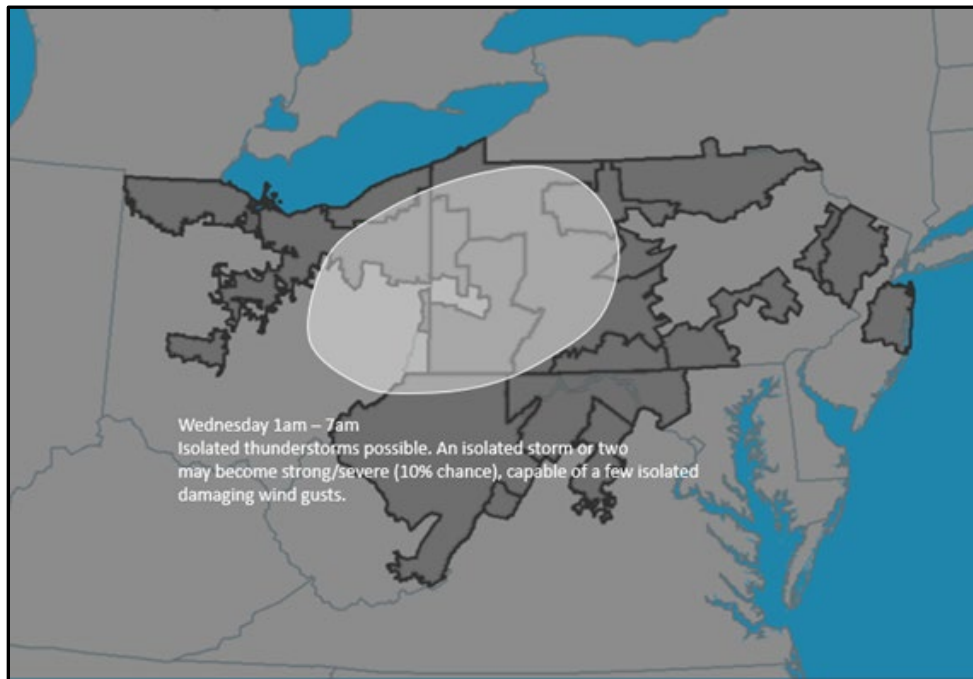 Wednesday 1am – 7am
Isolated thunderstorms possible. An isolated storm or two
may become strong/severe (10% chance), capable of a few isolated
damaging wind gusts.